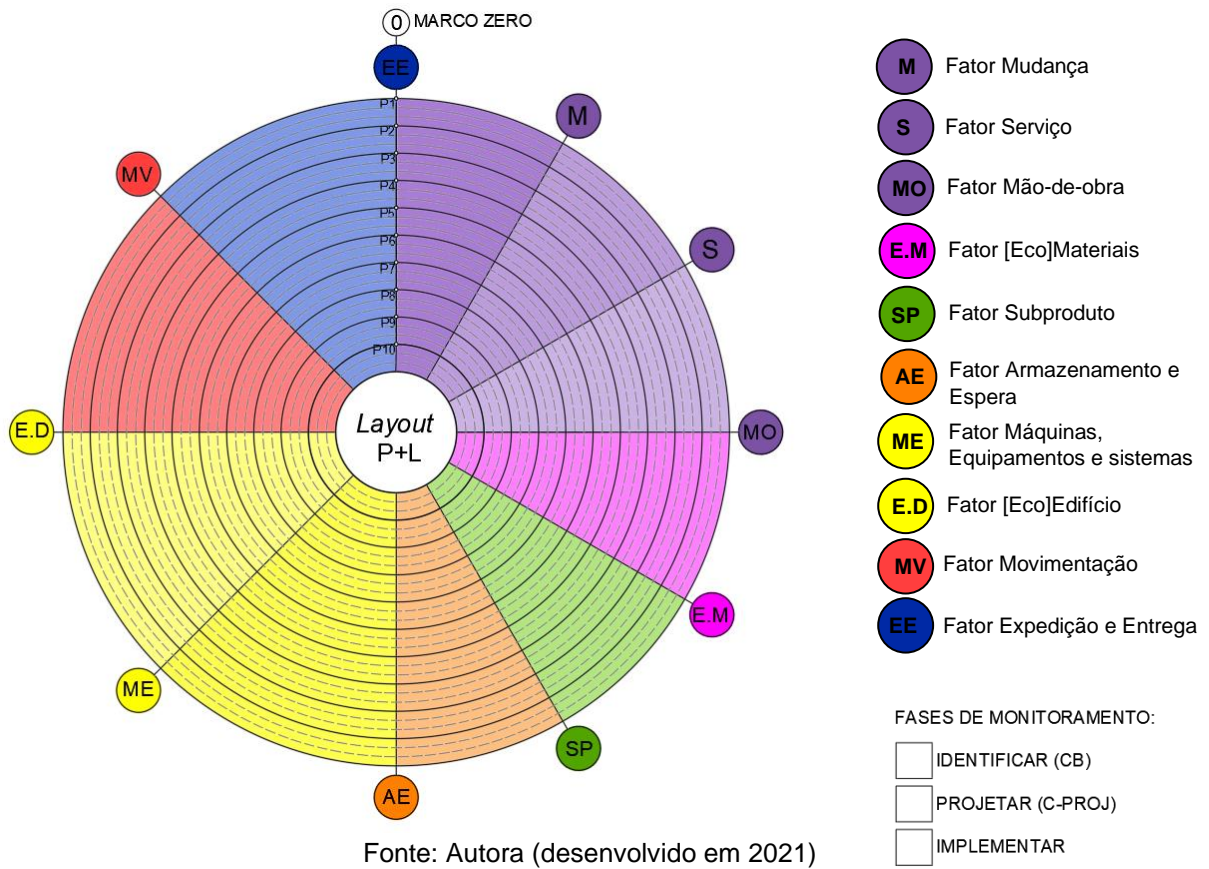 0 MARCO ZERO
EE
M
MV
S
P1
P2
P3
P4
P5
P6
P7
P8
P9
P10
Layout
P+L
E.D
MO
E.M
ME
SP
AE
M Fator Mudança
S Fator Serviço
MO Fator Mão-de-obra
E.M Fator [Eco]Materiais
SP Fator Subproduto
AE Fator Armazenamento e
Espera
ME Fator Máquinas,
Equipamentos e sistemas
E.D Fator [Eco]Edifício
MV Fator Movimentação
EE Fator Expedição e Entrega
FASES DE MONITORAMENTO:
IDENTIFICAR (CB)
PROJETAR (C-PROJ)
IMPLEMENTAR
Fonte: Autora (desenvolvido em 2021)